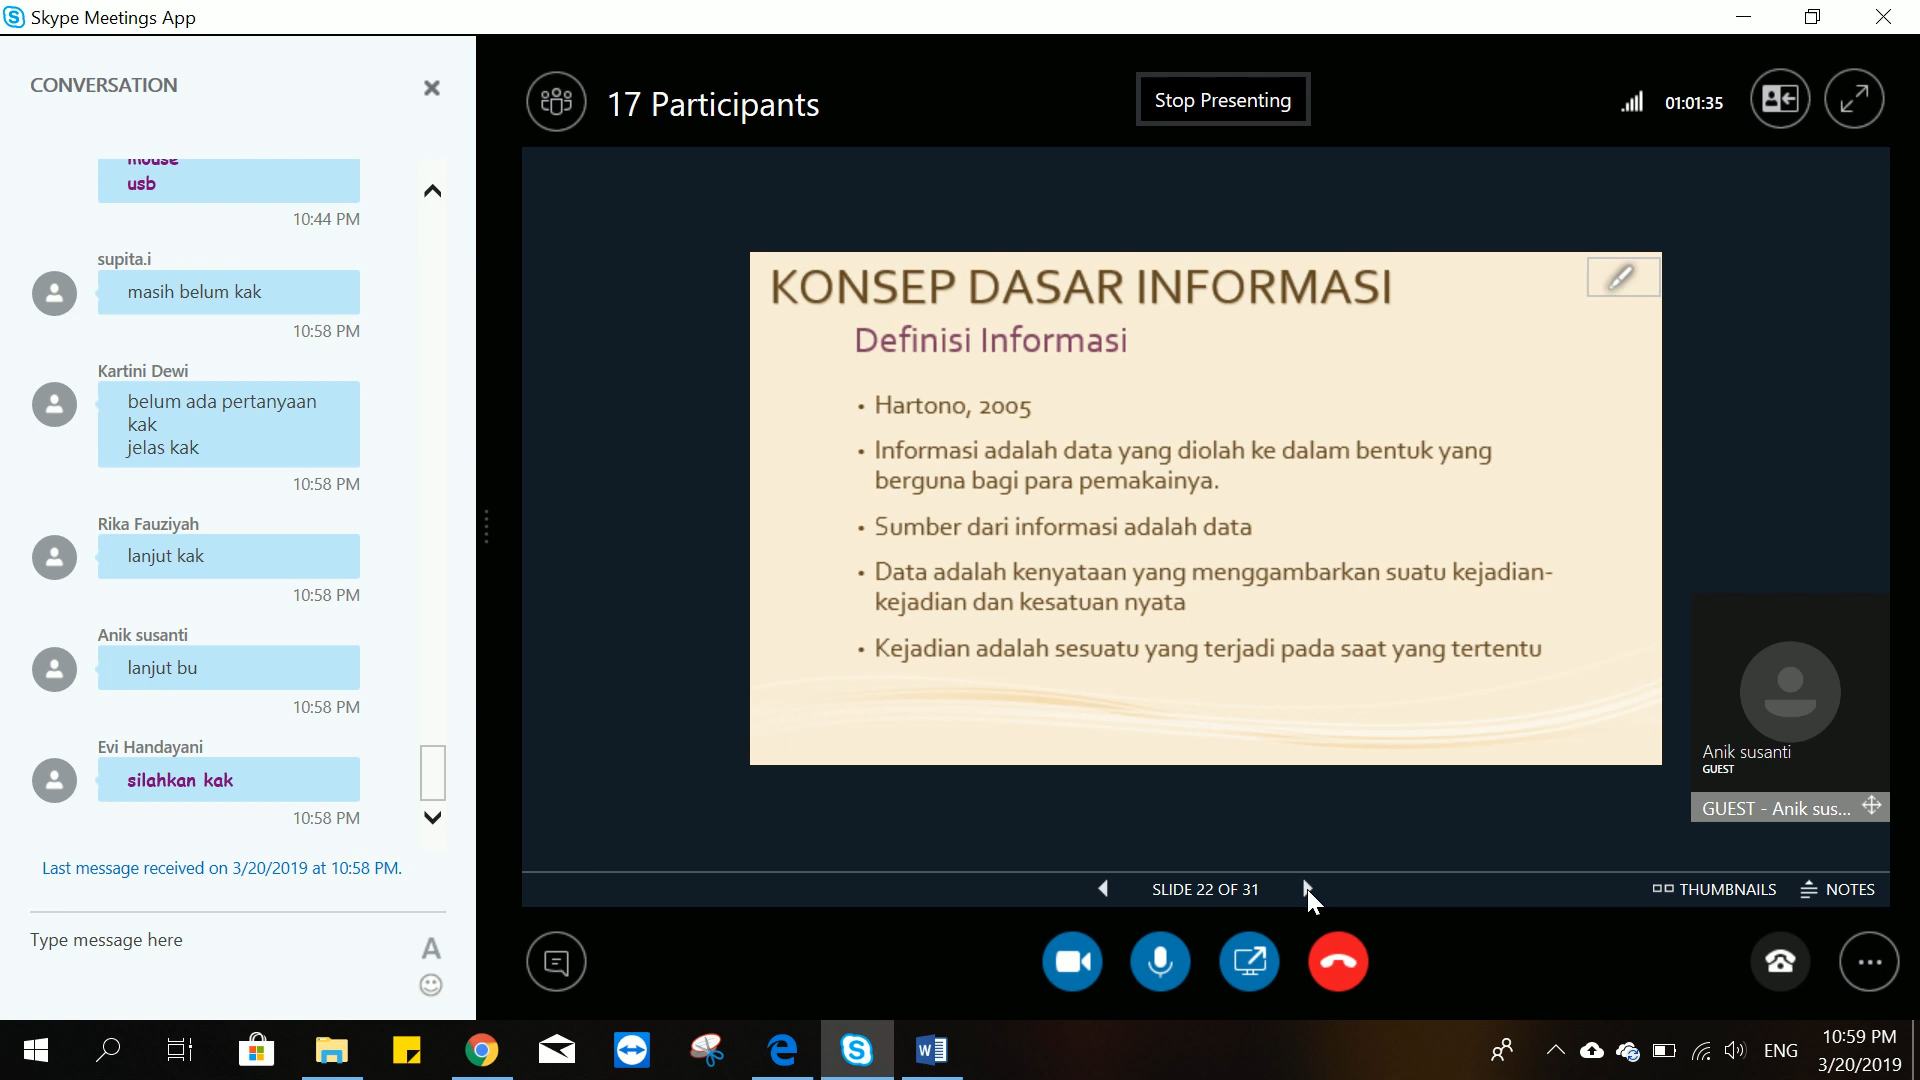 Skype Meetings App
CONVERSATION
mouse
usb
10:44 PM
supita.i
masih belum kak
10:58 PM
Kartini Dewi
belum ada pertanyaan
kak
jelas kak
10:58 PM
Rika Fauziyah
lanjut kak
10:58 PM
Anik susanti
lanjut bu
10:58 PM
Evi Handayani
silahkan kak
10:58 PM
Last message received on 3/20/2019 at 10:58 PM.
Type message here
A
17 Participants
Stop Presenting
01:01:35
KONSEP DASAR INFORMASI
Definisi Informasi
• Hartono, 2005
• Informasi adalah data yang diolah ke dalam bentuk yang
berguna bagi para pemakainya.
• Sumber dari informasi adalah data
• Data adalah kenyataan yang menggambarkan suatu kejadian-
kejadian dan kesatuan nyata
• Kejadian adalah sesuatu yang terjadi pada saat yang tertentu
Anik susanti
GUEST
GUEST - Anik sus...
SLIDE 22 OF 31
THUMBNAILS
NOTES
ENG
10:59 PM
3/20/2019